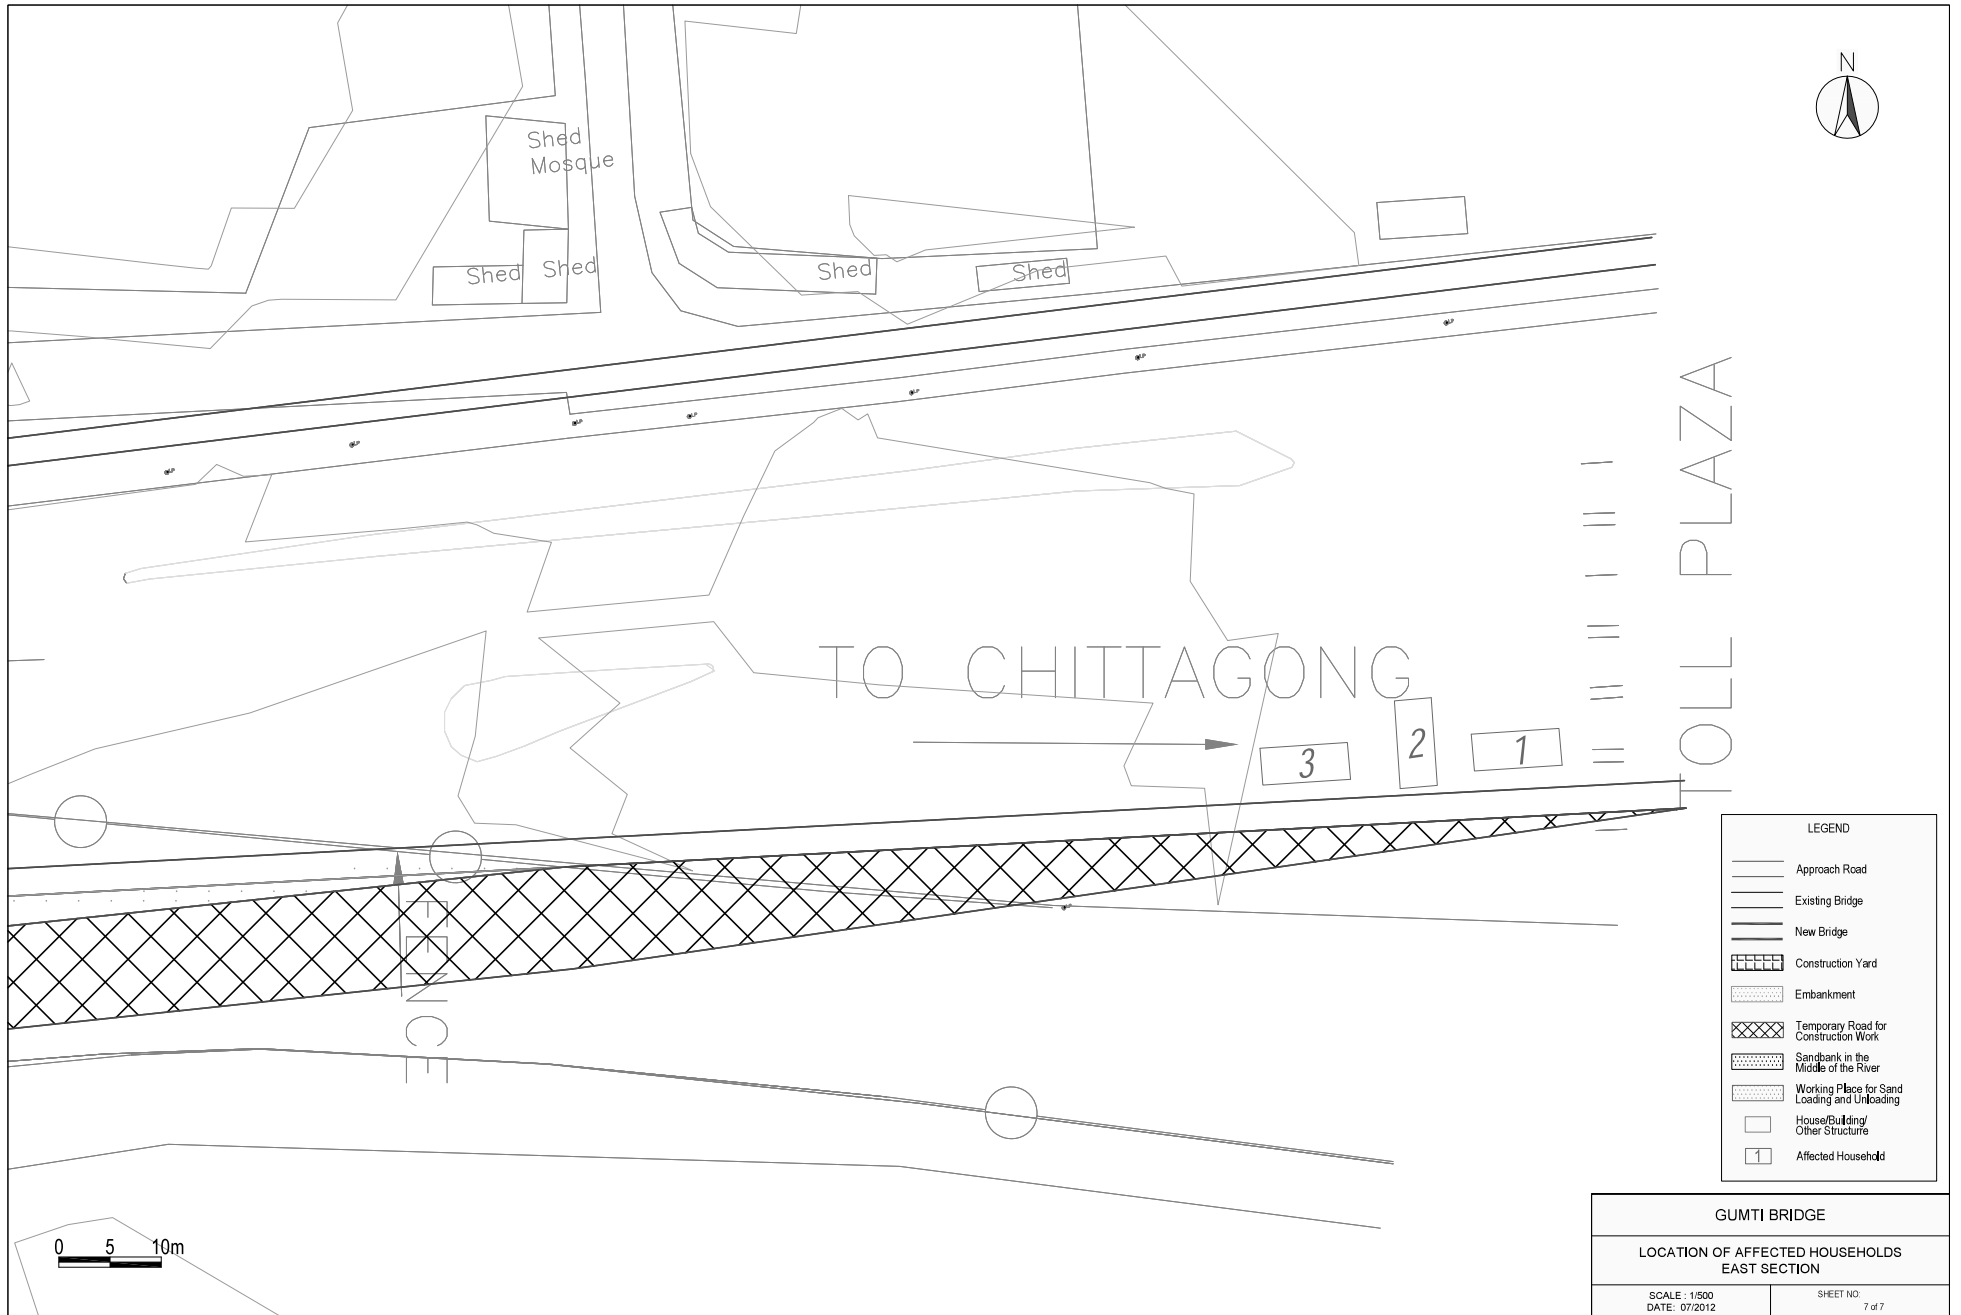 N
Shed
Mosque
Shed
Shed
Shed
Shed
TOLL PLAZA
TO CHITTAGONG
3
2
1
0 5 10m
LEGEND
Approach Road
Existing Bridge
New Bridge
Construction Yard
Embankment
Temporary Road for
Construction Work
Sandbank in the
Middle of the River
Working Place for Sand
Loading and Unloading
House/Building/
Other Structure
1 Affected Household
GUMTI BRIDGE
LOCATION OF AFFECTED HOUSEHOLDS
EAST SECTION
SCALE : 1/500
DATE: 07/2012
SHEET NO:
7 of 7